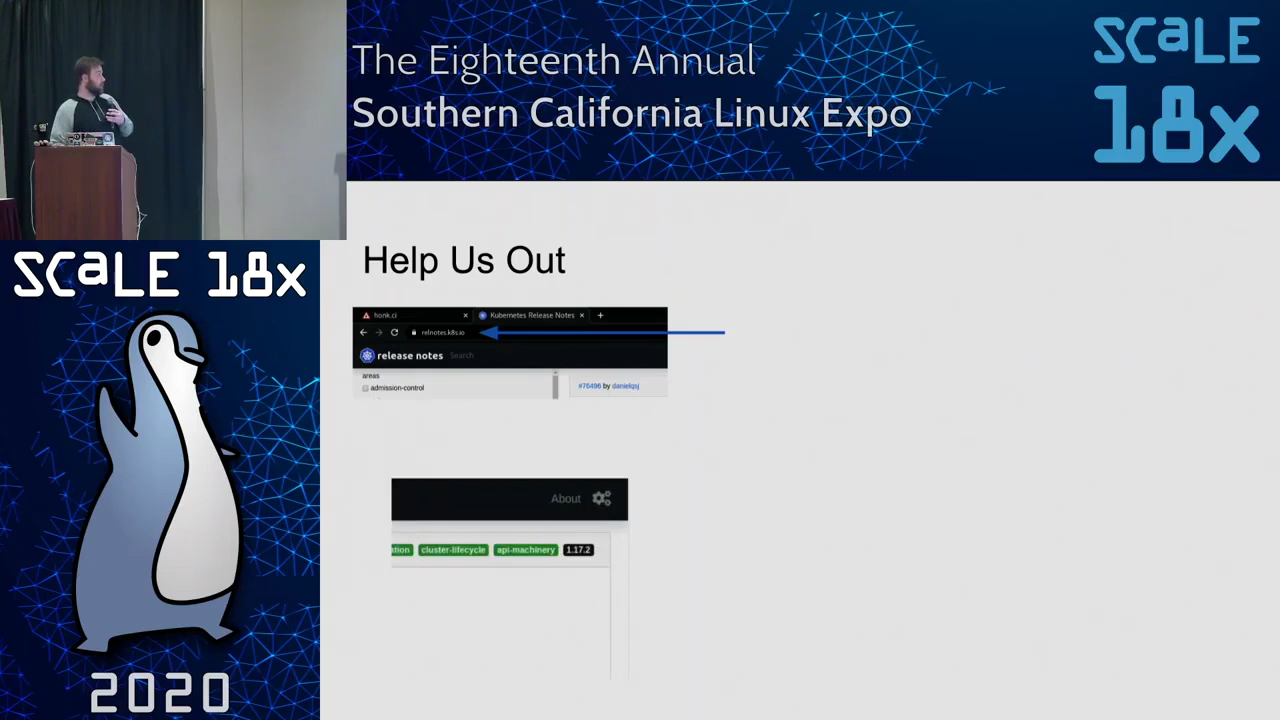 The Eighteenth Annual
Southern California Linux Expo
SCaLE
18x
SCaLE 18x
2020
Help Us Out
honk.ci
Kubernetes Release Notes
relnotes.k8s.io
release notes Search
areas
admission-control
#76496 by danielqsj
About
cluster-lifecycle api-machinery 1.17.2